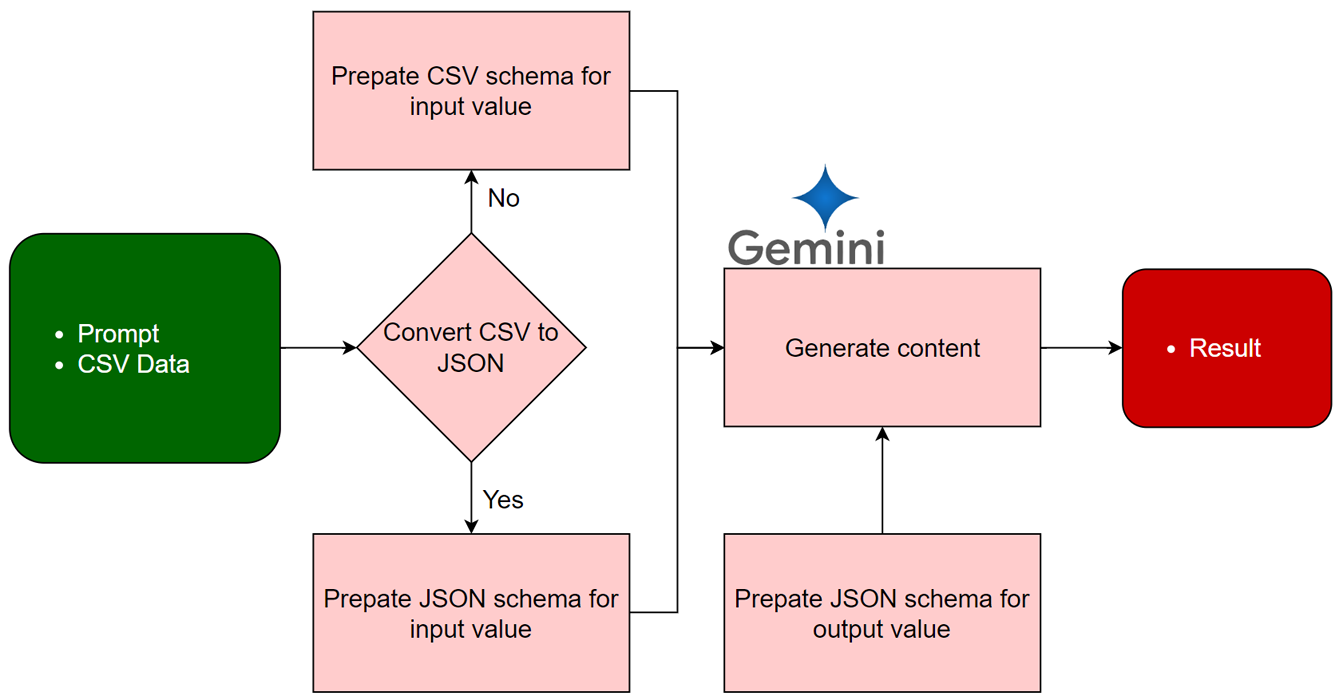 Prepate CSV schema for
input value
No
Gemini
• Prompt
• CSV Data
Convert CSV to
JSON
Generate content
• Result
Yes
Prepate JSON schema for
input value
Prepate JSON schema for
output value